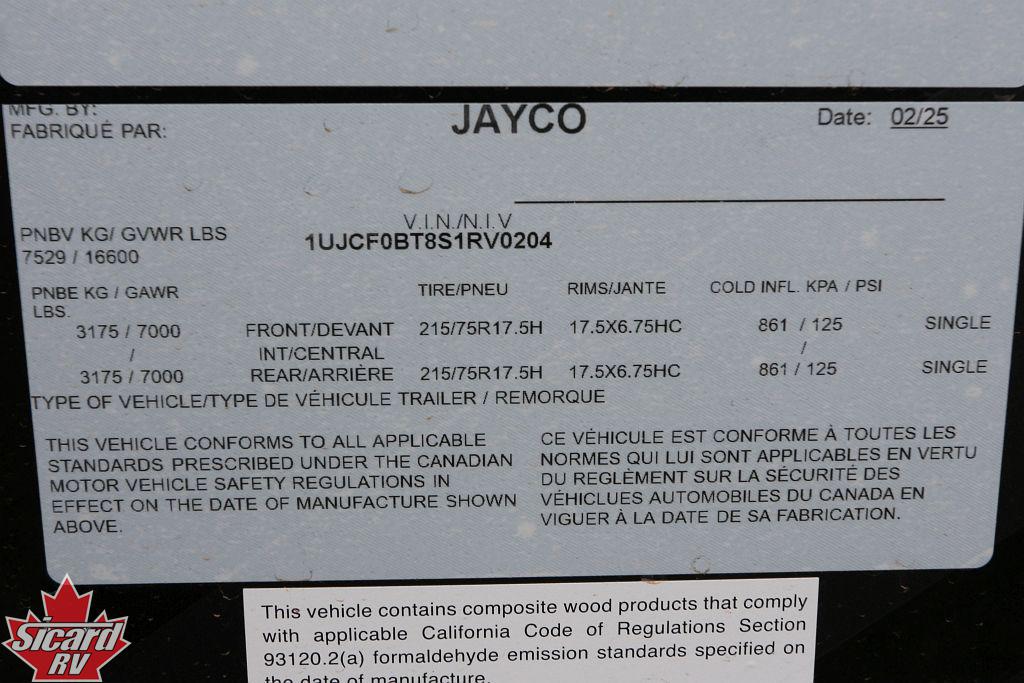 MFG. BY:
FABRIQUÉ PAR:
JAYCO
Date: 02/25
V.I.N./N.I.V
1UJCF0BT8S1RV0204
PNBV KG/ GVWR LBS
7529 / 16600
PNBE KG / GAWR
LBS.
TIRE/PNEU RIMS/JANTE COLD INFL. KPA / PSI
3175 / 7000 FRONT/DEVANT 215/75R17.5H 17.5X6.75HC 861 / 125 SINGLE
/ INT/CENTRAL /
3175 / 7000 REAR/ARRIÈRE 215/75R17.5H 17.5X6.75HC 861 / 125 SINGLE
TYPE OF VEHICLE/TYPE DE VÉHICULE TRAILER / REMORQUE
THIS VEHICLE CONFORMS TO ALL APPLICABLE
STANDARDS PRESCRIBED UNDER THE CANADIAN
MOTOR VEHICLE SAFETY REGULATIONS IN
EFFECT ON THE DATE OF MANUFACTURE SHOWN
ABOVE.
CE VÉHICULE EST CONFORME À TOUTES LES
NORMES QUI LUI SONT APPLICABLES EN VERTU
DU REGLÈMENT SUR LA SÉCURITÉ DES
VÉHICLUES AUTOMOBILES DU CANADA EN
VIGUER À LA DATE DE SA FABRICATION.
This vehicle contains composite wood products that comply
with applicable California Code of Regulations Section
93120.2(a) formaldehyde emission standards specified on
the date of manufacture.
Sicard
RV